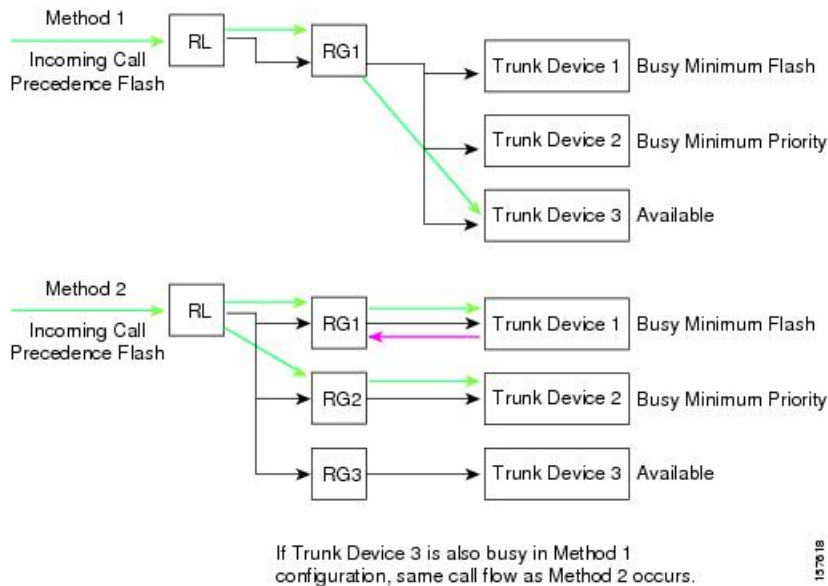 Method 1
Incoming Call
Precedence Flash
RL
RG1
Trunk Device 1 Busy Minimum Flash
Trunk Device 2 Busy Minimum Priority
Trunk Device 3 Available
Method 2
Incoming Call
Precedence Flash
RL
RG1
Trunk Device 1 Busy Minimum Flash
RG2
Trunk Device 2 Busy Minimum Priority
RG3
Trunk Device 3 Available
If Trunk Device 3 is also busy in Method 1
configuration, same call flow as Method 2 occurs.
157618